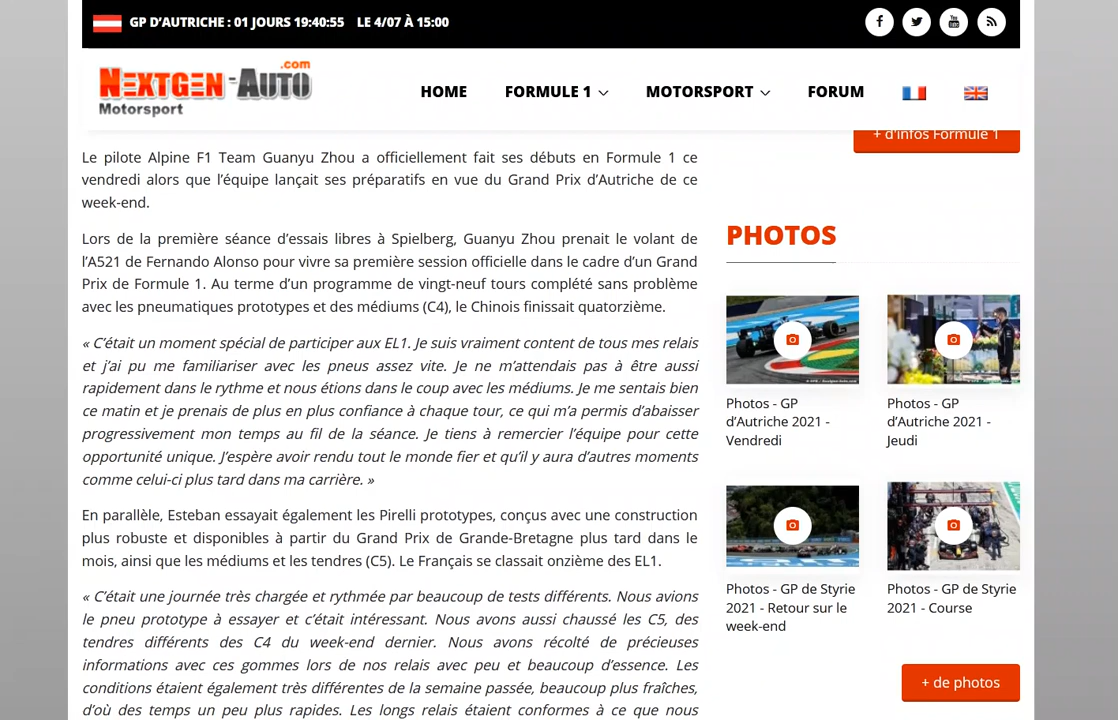 GP D'AUTRICHE : 01 JOURS 19:40:55 LE 4/07 À 15:00
NEXTGEN-AUTO .com
Motorsport
HOME FORMULE 1 MOTORSPORT FORUM
+ d'infos Formule 1
Le pilote Alpine F1 Team Guanyu Zhou a officiellement fait ses débuts en Formule 1 ce
vendredi alors que l'équipe lançait ses préparatifs en vue du Grand Prix d'Autriche de ce
week-end.
Lors de la première séance d'essais libres à Spielberg, Guanyu Zhou prenait le volant de
l'A521 de Fernando Alonso pour vivre sa première session officielle dans le cadre d'un Grand
Prix de Formule 1. Au terme d'un programme de vingt-neuf tours complété sans problème
avec les pneumatiques prototypes et des médiums (C4), le Chinois finissait quatorzième.
« C'était un moment spécial de participer aux EL1. Je suis vraiment content de tous mes relais
et j'ai pu me familiariser avec les pneus assez vite. Je ne m'attendais pas à être aussi
rapidement dans le rythme et nous étions dans le coup avec les médiums. Je me sentais bien
ce matin et je prenais de plus en plus confiance à chaque tour, ce qui m'a permis d'abaisser
progressivement mon temps au fil de la séance. Je tiens à remercier l'équipe pour cette
opportunité unique. J'espère avoir rendu tout le monde fier et qu'il y aura d'autres moments
comme celui-ci plus tard dans ma carrière. »
En parallèle, Esteban essayait également les Pirelli prototypes, conçus avec une construction
plus robuste et disponibles à partir du Grand Prix de Grande-Bretagne plus tard dans le
mois, ainsi que les médiums et les tendres (C5). Le Français se classait onzième des EL1.
« C'était une journée très chargée et rythmée par beaucoup de tests différents. Nous avions
le pneu prototype à essayer et c'était intéressant. Nous avons aussi chaussé les C5, des
tendres différents des C4 du week-end dernier. Nous avons récolté de précieuses
informations avec ces gommes lors de nos relais avec peu et beaucoup d'essence. Les
conditions étaient également très différentes de la semaine passée, beaucoup plus fraîches,
d'où des temps un peu plus rapides. Les longs relais étaient conformes à ce que nous
PHOTOS
Photos - GP
d'Autriche 2021 -
Vendredi
Photos - GP
d'Autriche 2021 -
Jeudi
Photos - GP de Styrie
2021 - Retour sur le
week-end
Photos - GP de Styrie
2021 - Course
+ de photos